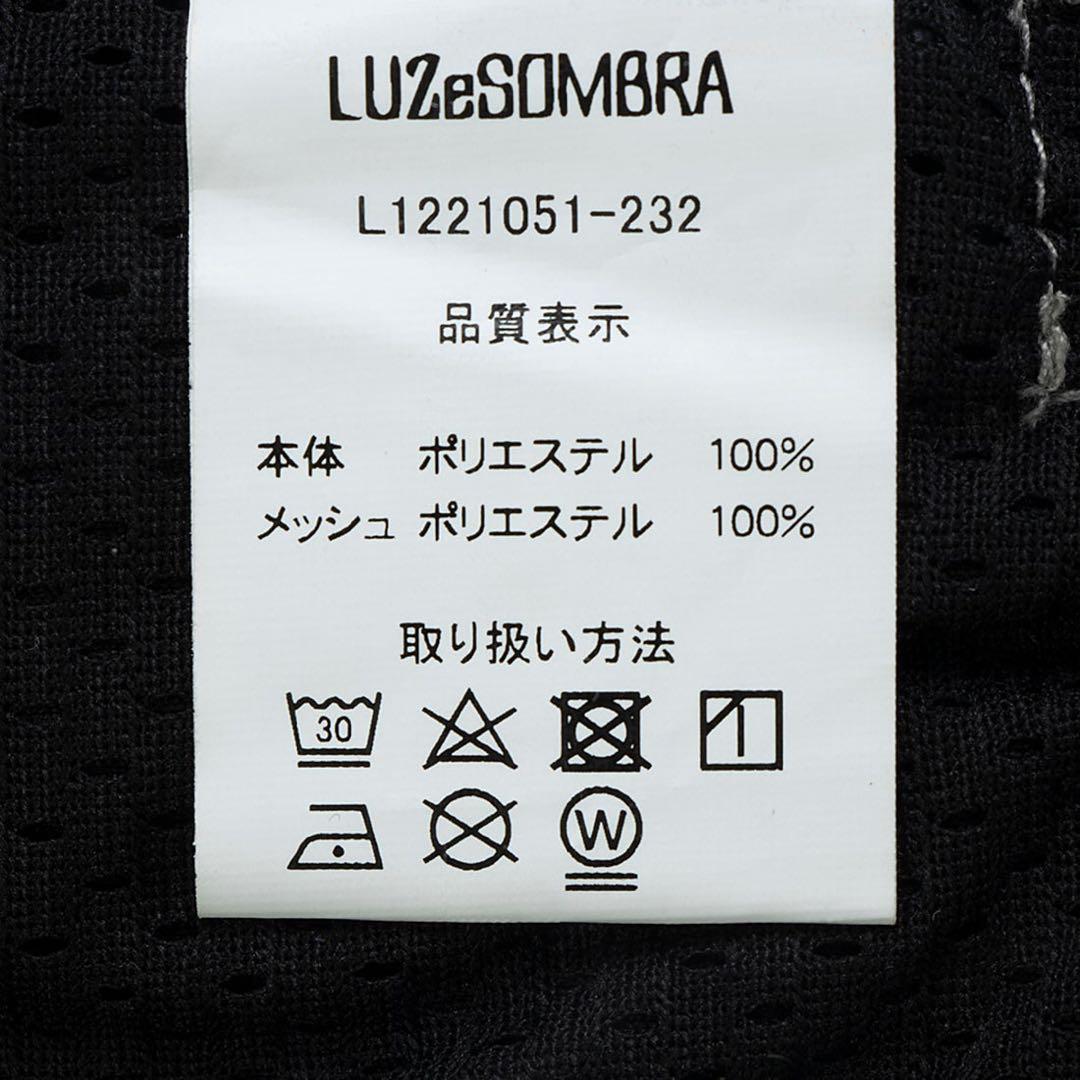 LUZeSOMBRA
L1221051-232
品質表示
本体 ポリエステル 100%
メッシュ ポリエステル 100%
取り扱い方法
30
W